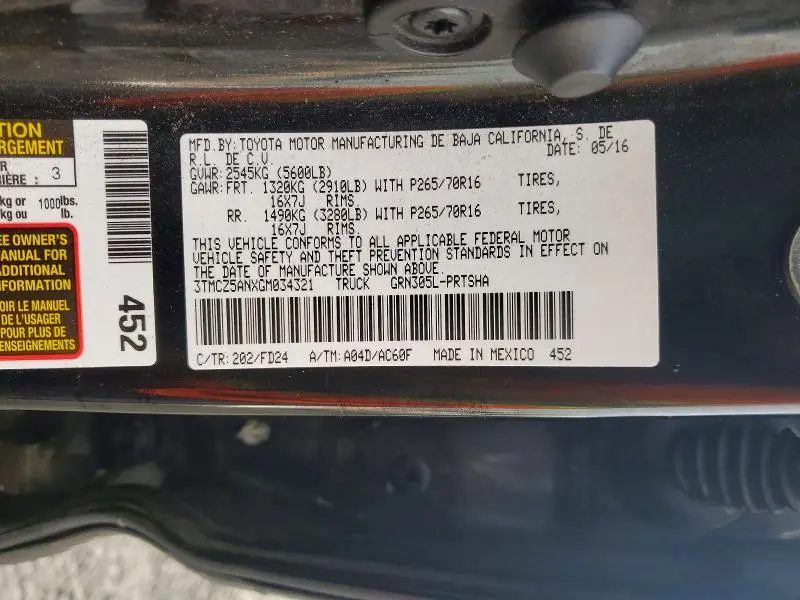 TION
RGEMENT
R
IÈRE : 3
kg or 1000lbs.
kg ou lb.
EE OWNER'S
MANUAL FOR
ADDITIONAL
INFORMATION
OIR LE MANUEL
DE L'USAGER
POUR PLUS DE
RENSEIGNEMENTS
452
MFD.BY:TOYOTA MOTOR MANUFACTURING DE BAJA CALIFORNIA, S. DE
R.L. DE C.V. DATE: 05/16
GVWR:2545KG (5600LB)
GAWR:FRT. 1320KG (2910LB) WITH P265/70R16 TIRES,
16X7J RIMS.
RR. 1490KG (3280LB) WITH P265/70R16 TIRES,
16X7J RIMS.
THIS VEHICLE CONFORMS TO ALL APPLICABLE FEDERAL MOTOR
VEHICLE SAFETY AND THEFT PREVENTION STANDARDS IN EFFECT ON
THE DATE OF MANUFACTURE SHOWN ABOVE.
3TMCZ5ANXGM034321 TRUCK GRN305L-PRTSHA
C/TR:202/FD24 A/TM:A04D/AC60F MADE IN MEXICO 452